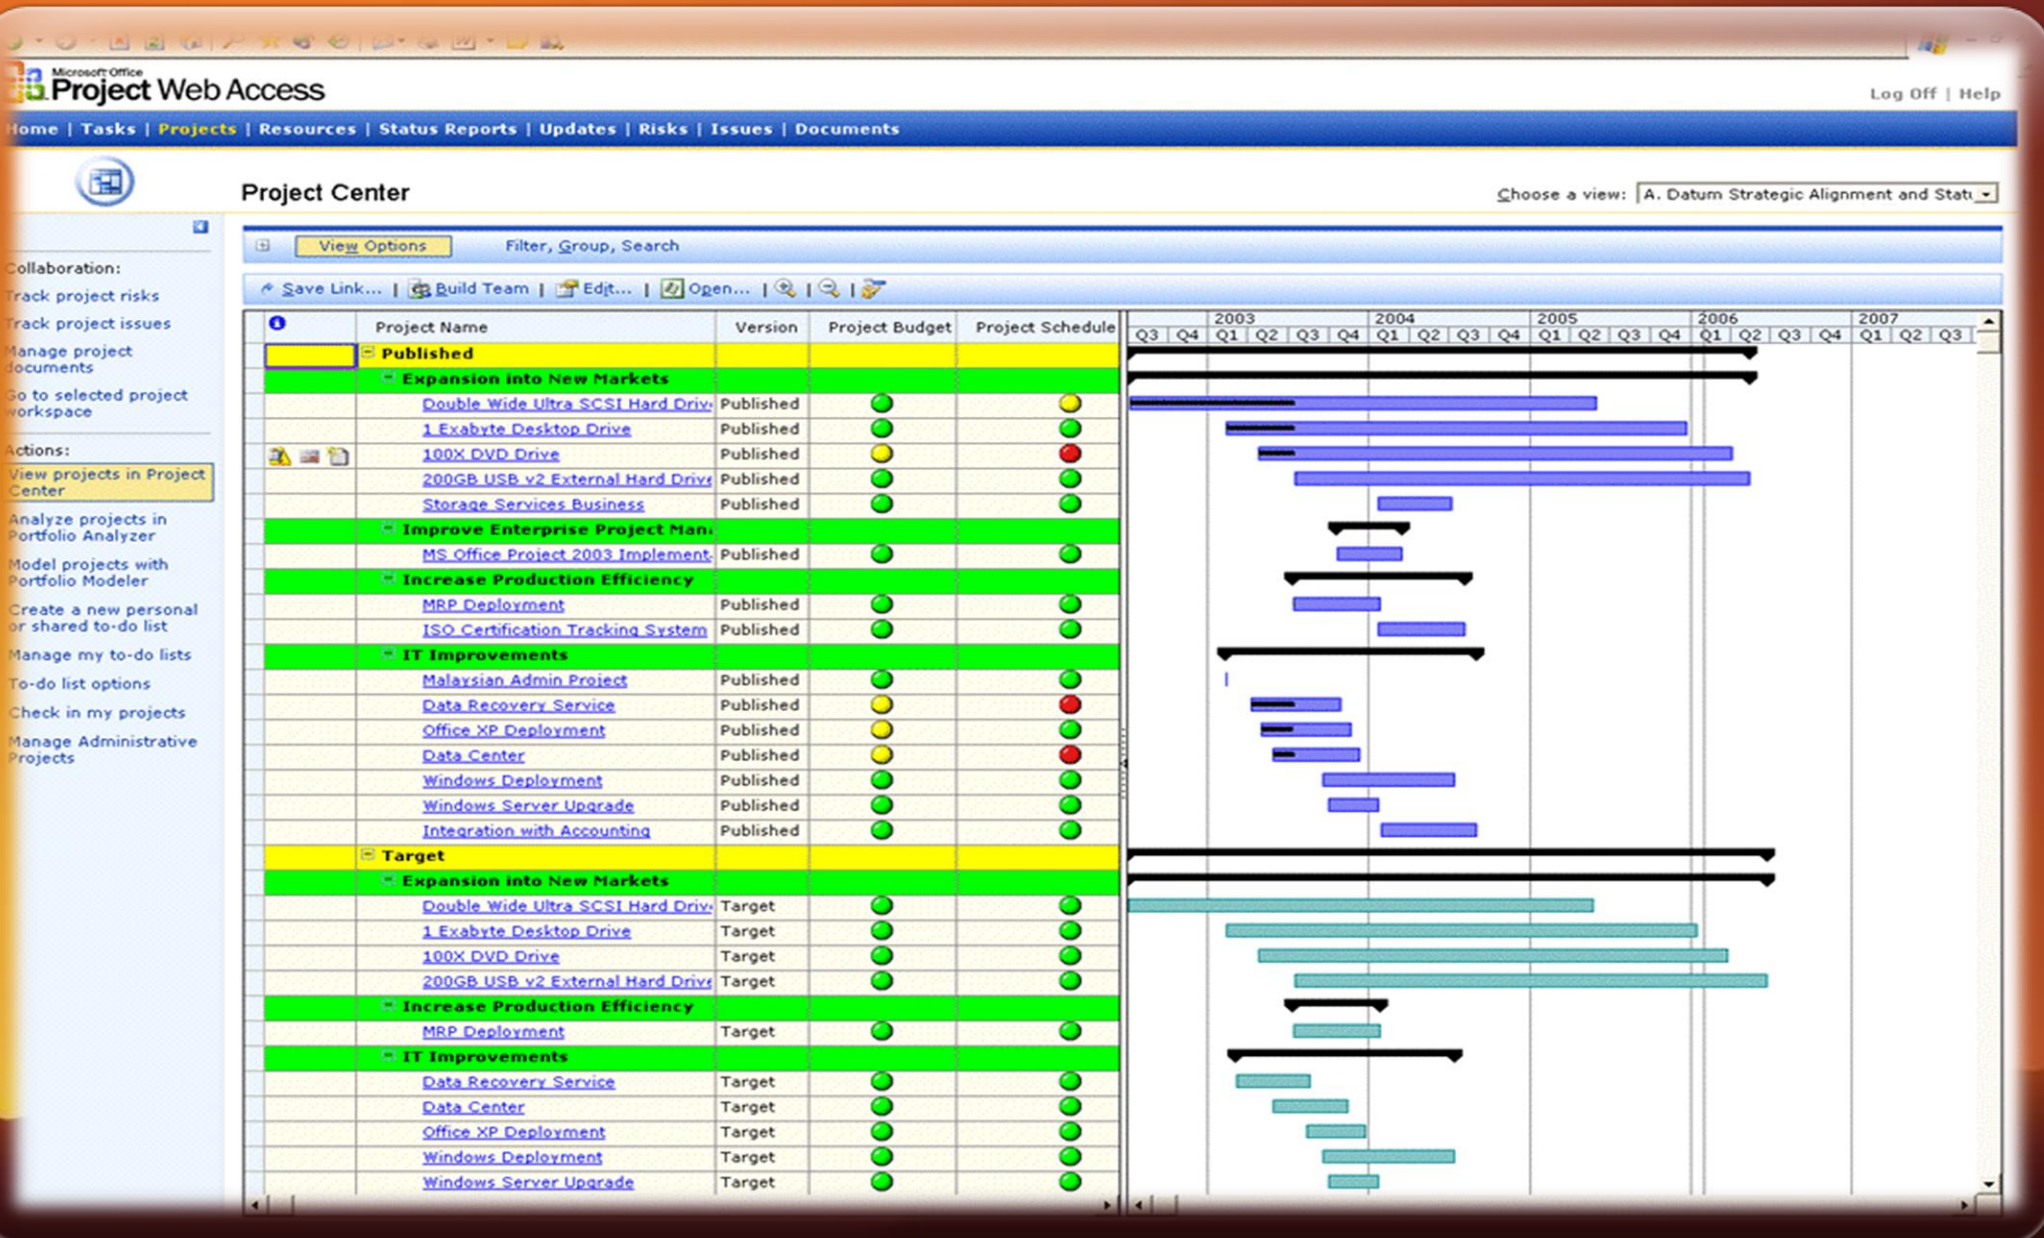 Microsoft Office
Project Web Access
Log Off | Help
Home | Tasks | Projects | Resources | Status Reports | Updates | Risks | Issues | Documents
Project Center
Choose a view: A. Datum Strategic Alignment and Statu
View Options
Filter, Group, Search
Save Link... | Build Team | Edit... | Open...
Collaboration:
Track project risks
Track project issues
Manage project
documents
Go to selected project
workspace
Actions:
View projects in Project
Center
Analyze projects in
Portfolio Analyzer
Model projects with
Portfolio Modeler
Create a new personal
or shared to-do list
Manage my to-do lists
To-do list options
Check in my projects
Manage Administrative
Projects
Project Name Version Project Budget Project Schedule
2003 2004 2005 2006 2007
Q3 Q4 Q1 Q2 Q3 Q4 Q1 Q2 Q3 Q4 Q1 Q2 Q3 Q4 Q1 Q2 Q3 Q4 Q1 Q2 Q3
Published
Expansion into New Markets
Double Wide Ultra SCSI Hard Driv Published
1 Exabyte Desktop Drive Published
100X DVD Drive Published
200GB USB v2 External Hard Drive Published
Storage Services Business Published
Improve Enterprise Project Mana
MS Office Project 2003 Implement Published
Increase Production Efficiency
MRP Deployment Published
ISO Certification Tracking System Published
IT Improvements
Malaysian Admin Project Published
Data Recovery Service Published
Office XP Deployment Published
Data Center Published
Windows Deployment Published
Windows Server Upgrade Published
Integration with Accounting Published
Target
Expansion into New Markets
Double Wide Ultra SCSI Hard Driv Target
1 Exabyte Desktop Drive Target
100X DVD Drive Target
200GB USB v2 External Hard Drive Target
Increase Production Efficiency
MRP Deployment Target
IT Improvements
Data Recovery Service Target
Data Center Target
Office XP Deployment Target
Windows Deployment Target
Windows Server Upgrade Target